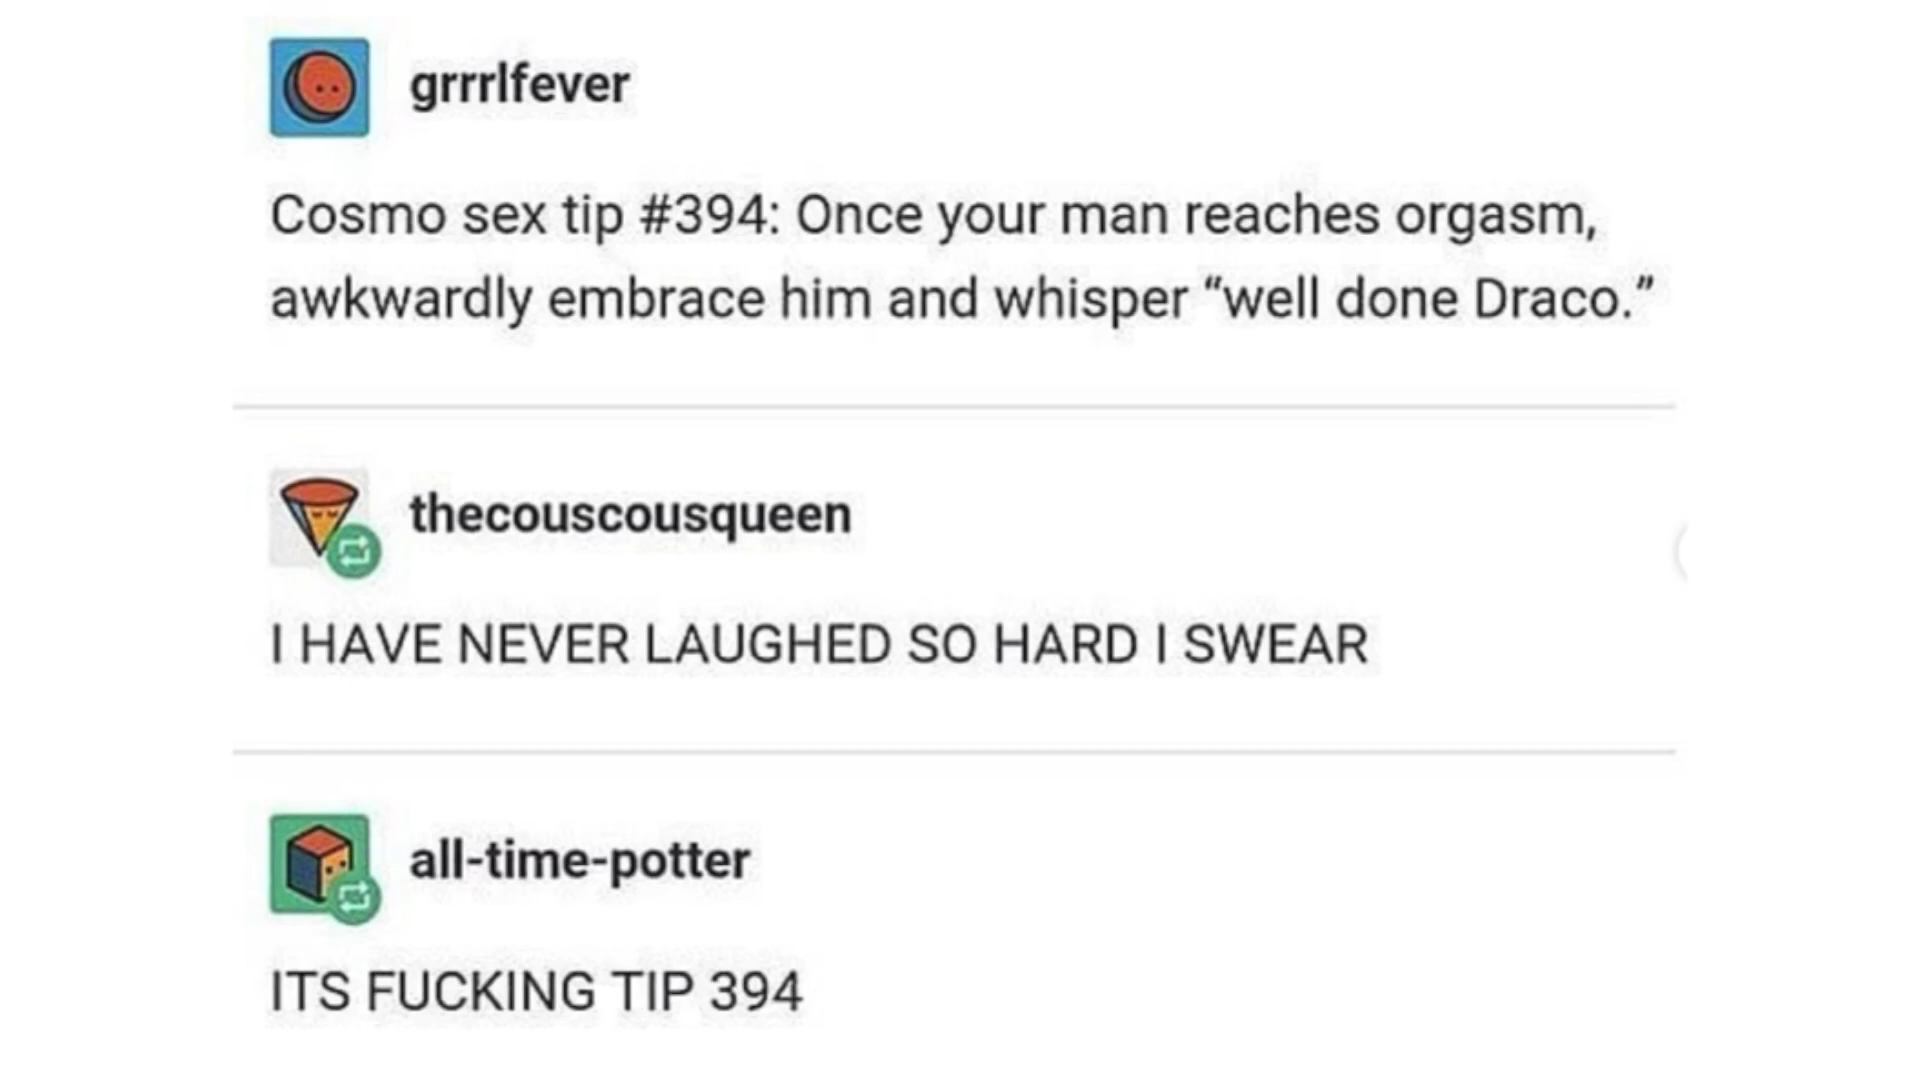 grrrlfever
Cosmo sex tip #394: Once your man reaches orgasm,
awkwardly embrace him and whisper “well done Draco.”
thecouscousqueen
I HAVE NEVER LAUGHED SO HARD I SWEAR
all-time-potter
ITS FUCKING TIP 394